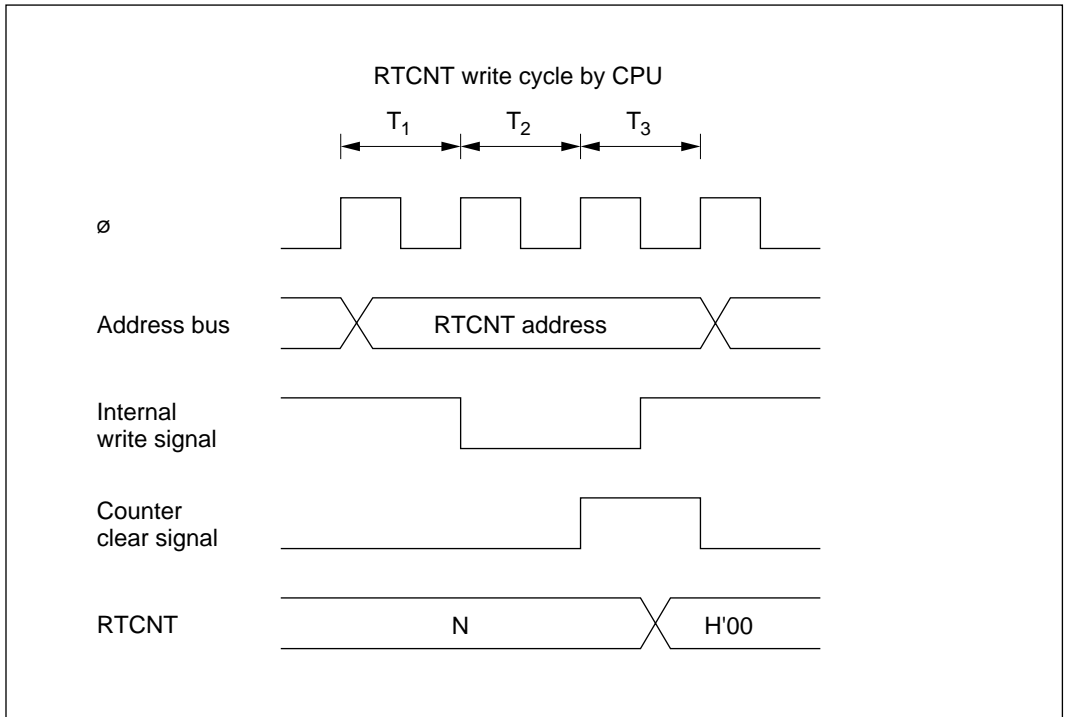 RTCNT write cycle by CPU
T₁ T₂ T₃
ø
Address bus
RTCNT address
Internal
write signal
Counter
clear signal
RTCNT
N
H'00